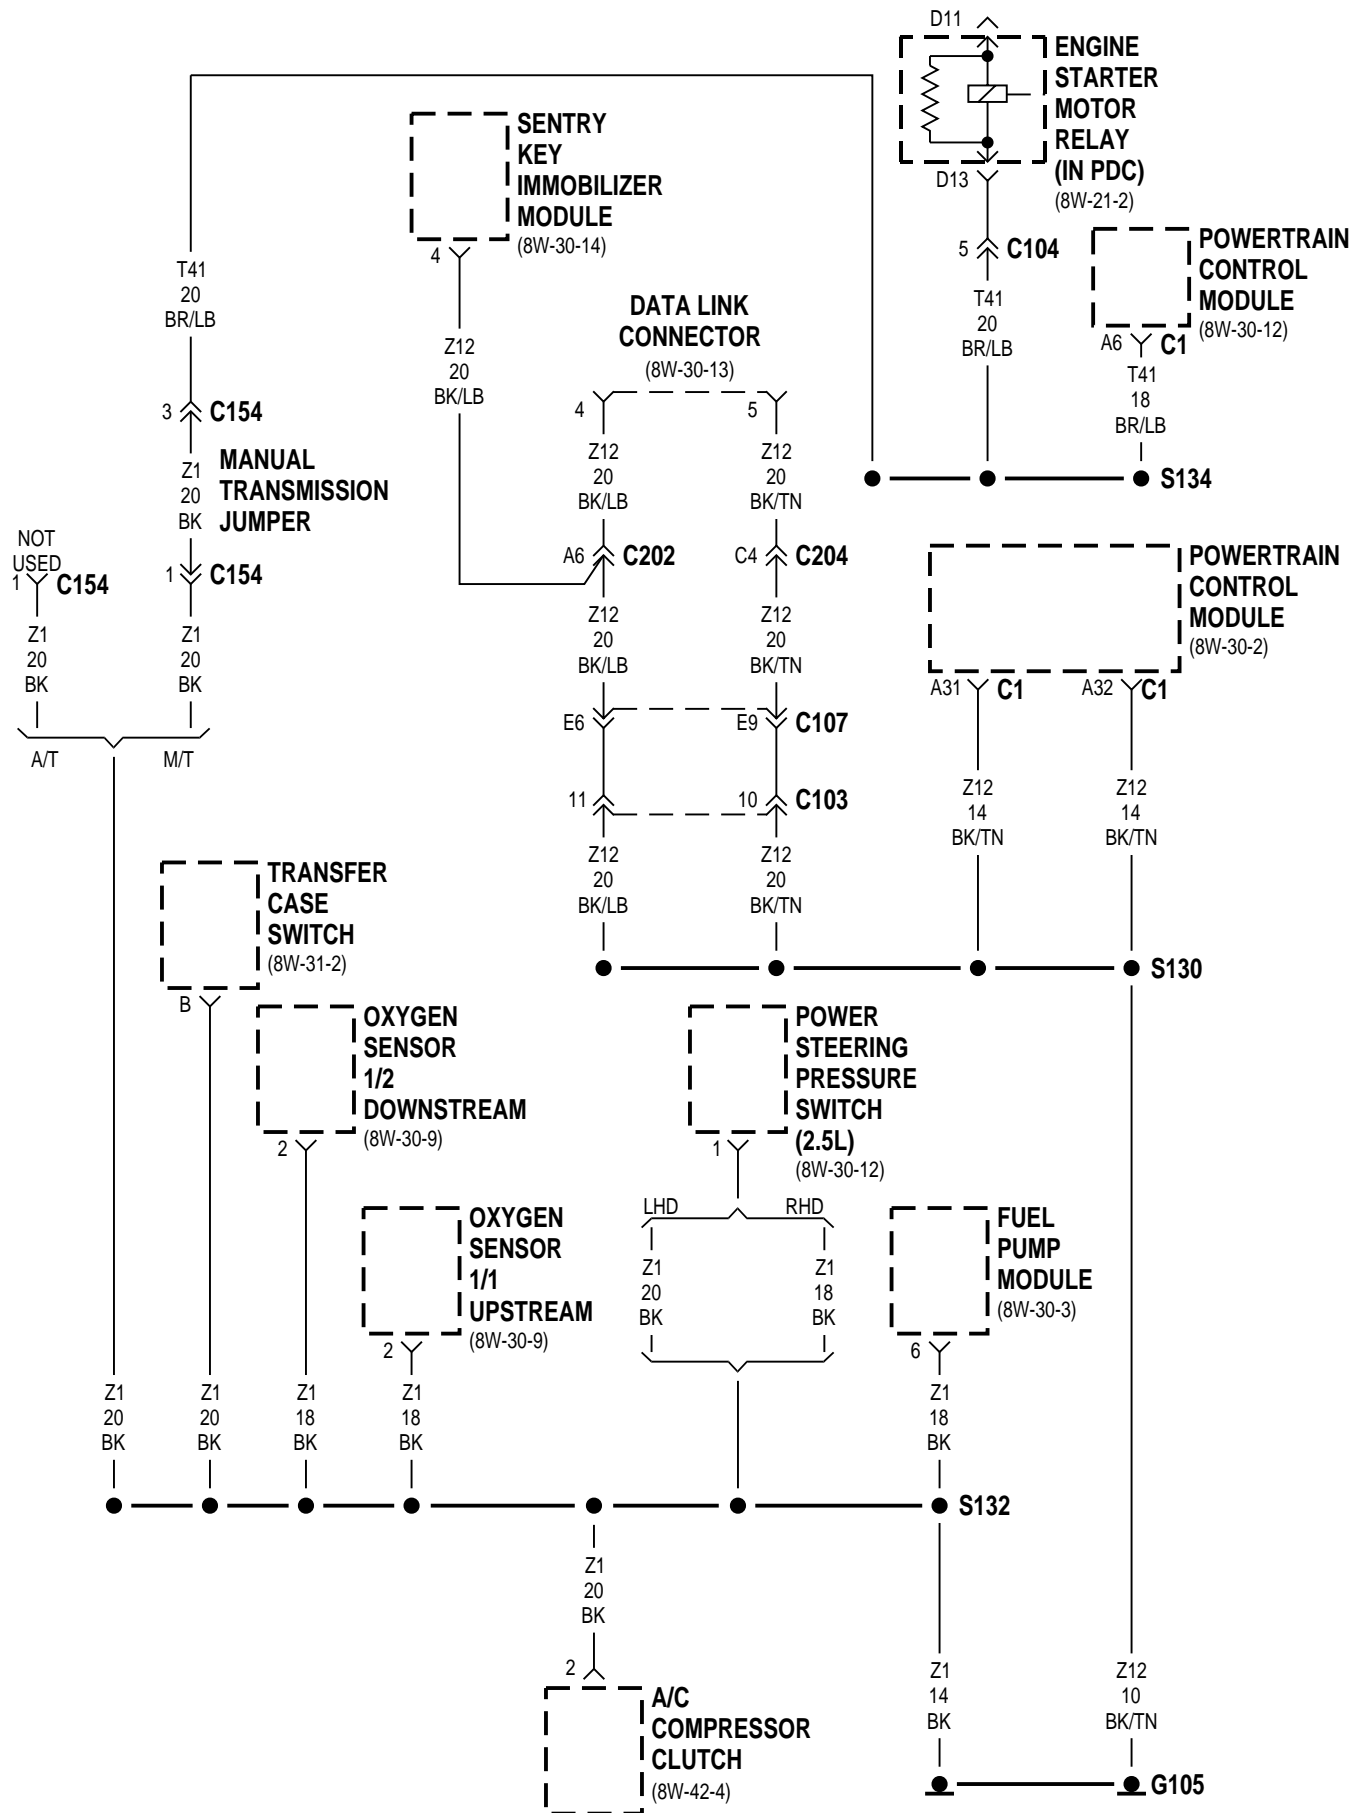 D11
ENGINE
STARTER
MOTOR
RELAY
(IN PDC)
(8W-21-2)
D13
5
C104
T41
20
BR/LB
SENTRY
KEY
IMMOBILIZER
MODULE
(8W-30-14)
4
Z12
20
BK/LB
T41
20
BR/LB
POWERTRAIN
CONTROL
MODULE
(8W-30-12)
A6
C1
T41
18
BR/LB
DATA LINK
CONNECTOR
(8W-30-13)
4
5
Z12
20
BK/LB
Z12
20
BK/TN
3
C154
Z1
20
BK
MANUAL
TRANSMISSION
JUMPER
S134
NOT
USED
1
C154
1
C154
A6
C202
C4
C204
POWERTRAIN
CONTROL
MODULE
(8W-30-2)
Z1
20
BK
Z1
20
BK
Z12
20
BK/LB
Z12
20
BK/TN
A31
C1
A32
C1
E6
E9
C107
A/T
M/T
11
10
C103
Z12
14
BK/TN
Z12
14
BK/TN
Z12
20
BK/LB
Z12
20
BK/TN
TRANSFER
CASE
SWITCH
(8W-31-2)
B
S130
OXYGEN
SENSOR
1/2
DOWNSTREAM
(8W-30-9)
2
POWER
STEERING
PRESSURE
SWITCH
(2.5L)
(8W-30-12)
1
OXYGEN
SENSOR
1/1
UPSTREAM
(8W-30-9)
2
LHD
RHD
Z1
20
BK
Z1
18
BK
FUEL
PUMP
MODULE
(8W-30-3)
6
Z1
20
BK
Z1
20
BK
Z1
18
BK
Z1
18
BK
Z1
18
BK
S132
Z1
20
BK
2
A/C
COMPRESSOR
CLUTCH
(8W-42-4)
Z1
14
BK
Z12
10
BK/TN
G105